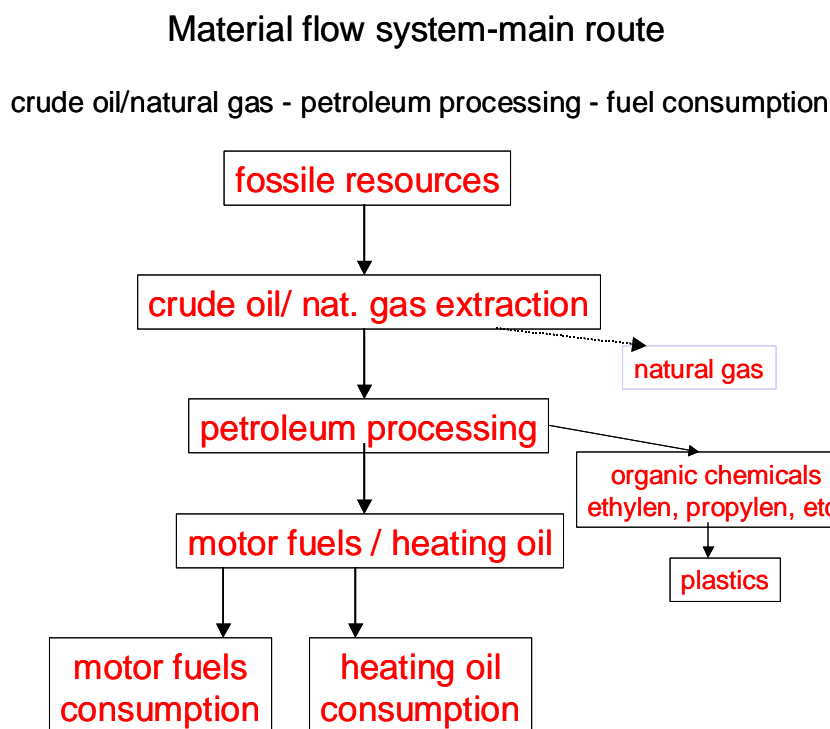 Material flow system-main route
crude oil/natural gas - petroleum processing - fuel consumption
fossile resources
crude oil/ nat. gas extraction
natural gas
petroleum processing
organic chemicals
ethylen, propylen, etc
motor fuels / heating oil
plastics
motor fuels
consumption
heating oil
consumption